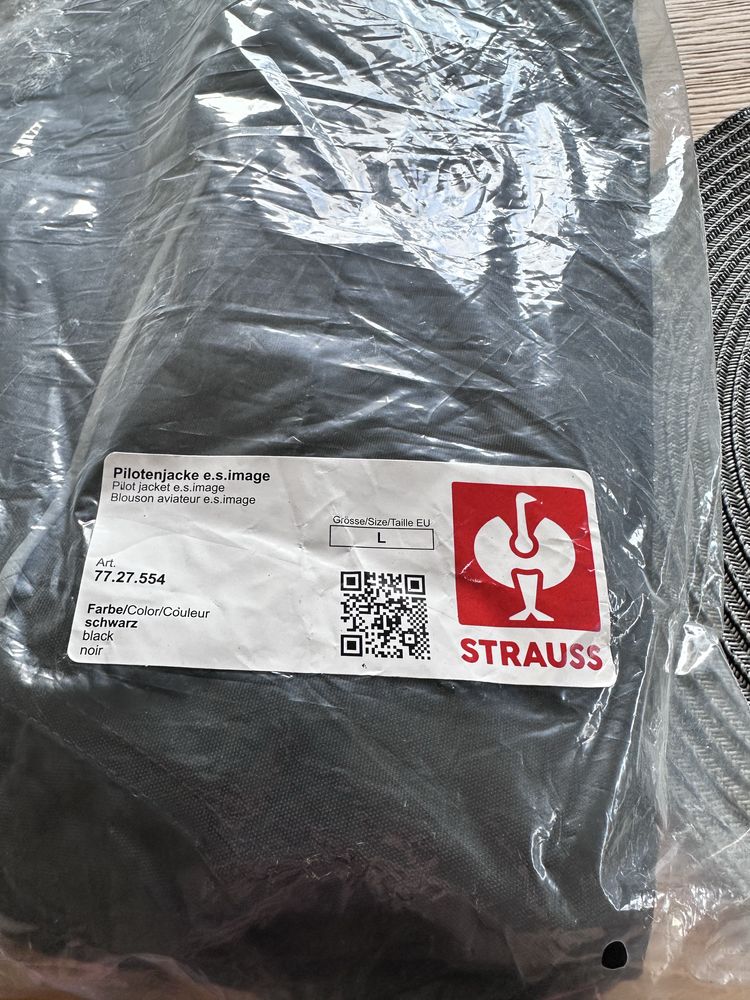 Pilotenjacke e.s.image
Pilot jacket e.s.image
Blouson aviateur e.s.image
Grösse/Size/Taille EU
L
Art.
77.27.554
Farbe/Color/Couleur
schwarz
black
noir
STRAUSS